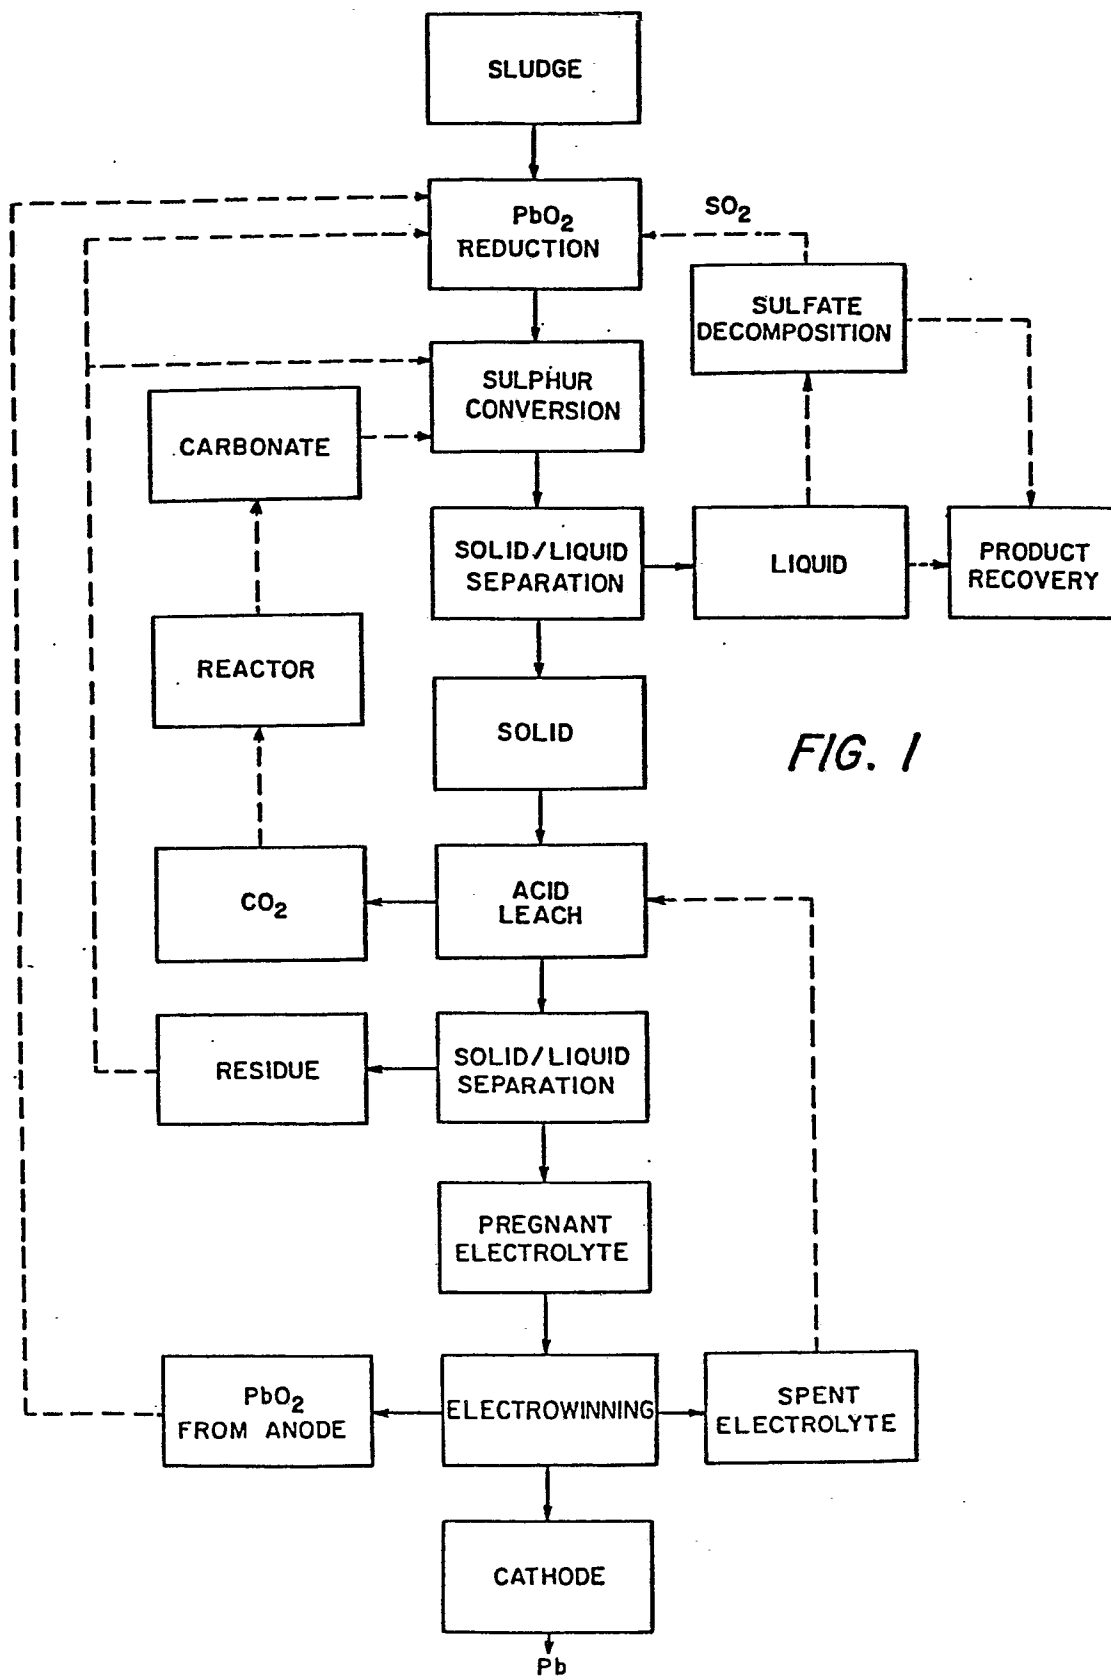 SLUDGE
PbO2
REDUCTION
SO2
SULFATE
DECOMPOSITION
SULPHUR
CONVERSION
CARBONATE
SOLID/LIQUID
SEPARATION
LIQUID
PRODUCT
RECOVERY
REACTOR
SOLID
FIG. 1
CO2
ACID
LEACH
RESIDUE
SOLID/LIQUID
SEPARATION
PREGNANT
ELECTROLYTE
PbO2
FROM ANODE
ELECTROWINNING
SPENT
ELECTROLYTE
CATHODE
Pb